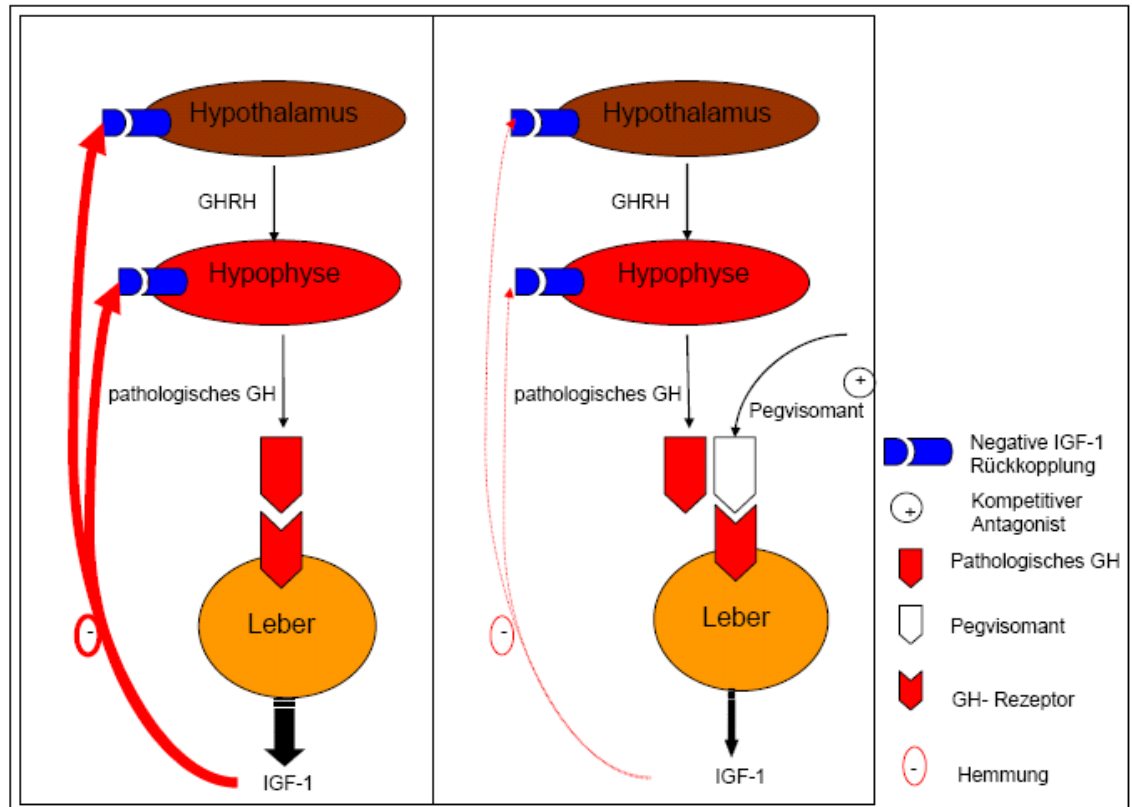 Hypothalamus
GHRH
Hypophyse
pathologisches GH
Leber
-
IGF-1
Hypothalamus
GHRH
Hypophyse
pathologisches GH
+
Pegvisomant
Leber
-
IGF-1
Negative IGF-1
Rückkopplung
+
Kompetitiver
Antagonist
Pathologisches GH
Pegvisomant
GH- Rezeptor
-
Hemmung